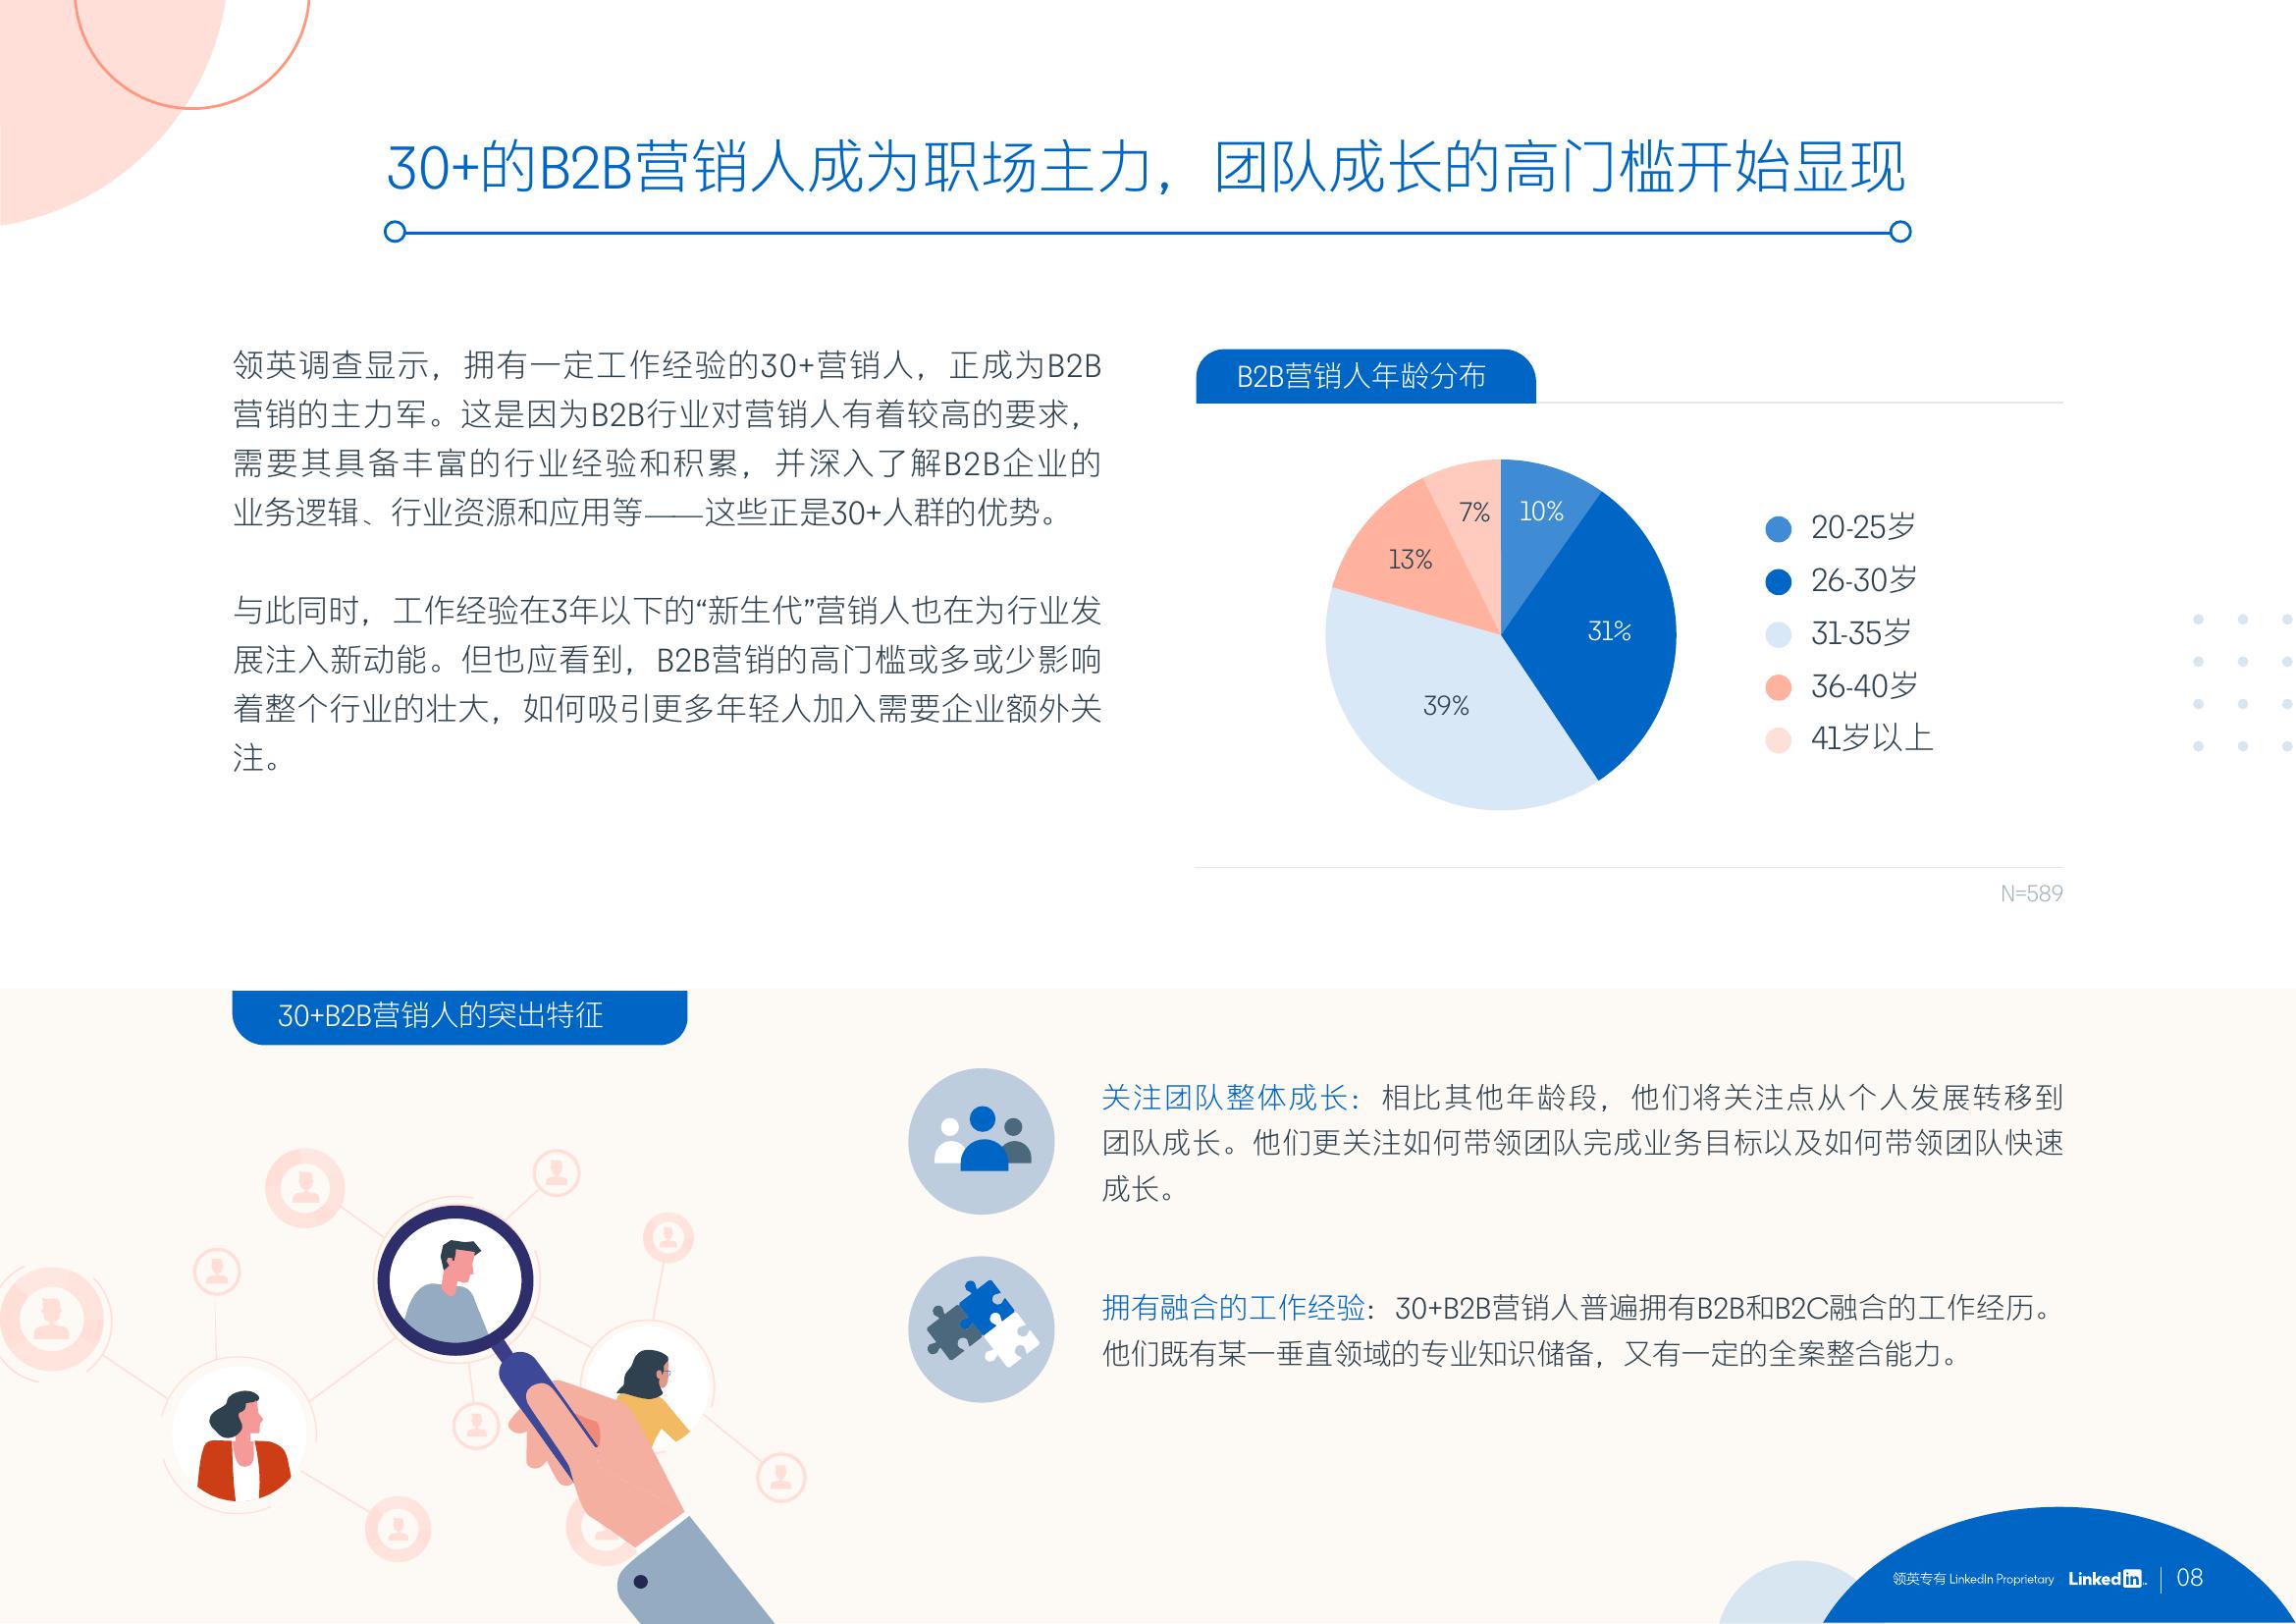 30+的B2B营销人成为职场主力，团队成长的高门槛开始显现
领英调查显示，拥有一定工作经验的30+营销人，正成为B2B
营销的主力军。这是因为B2B行业对营销人有着较高的要求，
需要其具备丰富的行业经验和积累，并深入了解B2B企业的
业务逻辑、行业资源和应用等——这些正是30+人群的优势。
与此同时，工作经验在3年以下的“新生代”营销人也在为行业发
展注入新动能。但也应看到，B2B营销的高门槛或多或少影响
着整个行业的壮大，如何吸引更多年轻人加入需要企业额外关
注。
B2B营销人年龄分布
7%
10%
13%
31%
39%
20-25岁
26-30岁
31-35岁
36-40岁
41岁以上
N=589
30+B2B营销人的突出特征
关注团队整体成长：相比其他年龄段，他们将关注点从个人发展转移到
团队成长。他们更关注如何带领团队完成业务目标以及如何带领团队快速
成长。
拥有融合的工作经验：30+B2B营销人普遍拥有B2B和B2C融合的工作经历。
他们既有某一垂直领域的专业知识储备，又有一定的全案整合能力。
领英专有 LinkedIn Proprietary LinkedIn 08